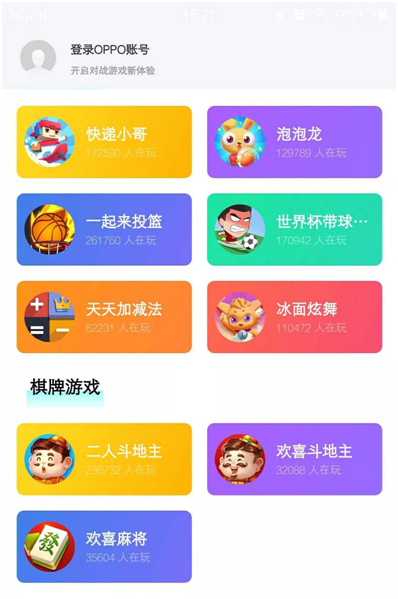 15:21
登录OPPO账号
开启对战游戏新体验
快递小哥
172590 人在玩
泡泡龙
129789 人在玩
一起来投篮
261760 人在玩
世界杯带球…
170942 人在玩
天天加减法
62231 人在玩
冰面炫舞
110472 人在玩
棋牌游戏
二人斗地主
236732 人在玩
欢喜斗地主
32088 人在玩
欢喜麻将
35604 人在玩
發